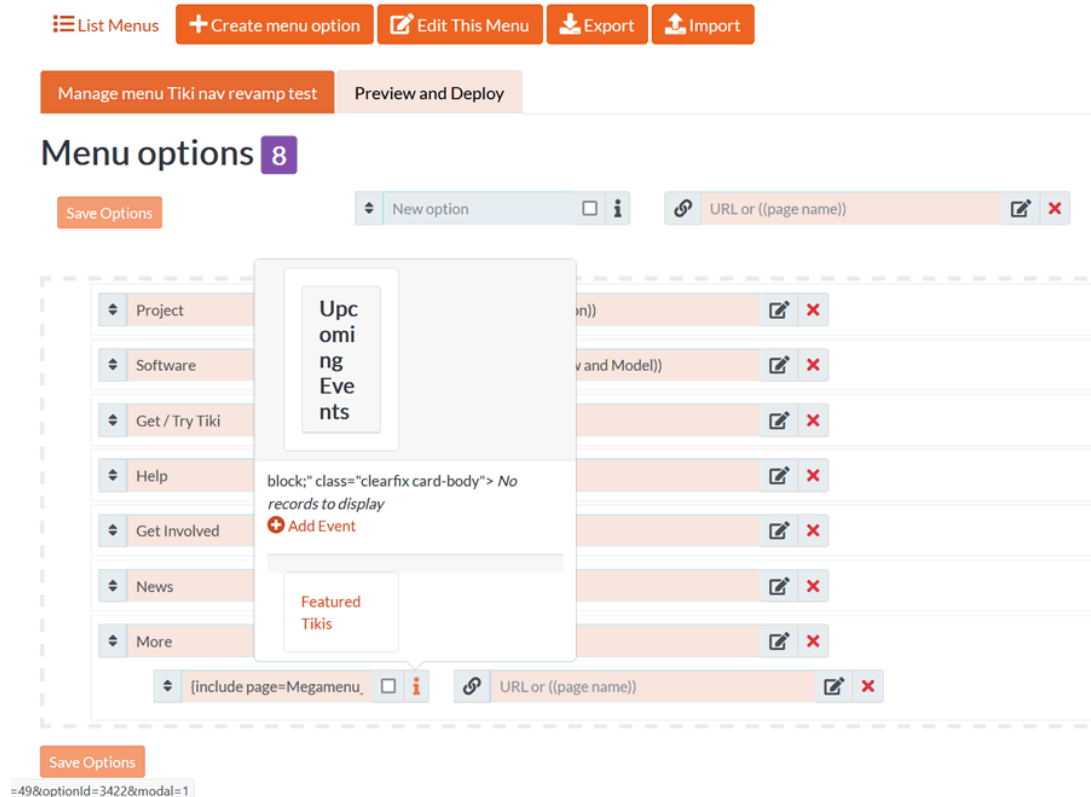 List Menus
Create menu option
Edit This Menu
Export
Import
Manage menu Tiki nav revamp test
Preview and Deploy
Menu options 8
Save Options
New option
URL or ((page name))
Project
on))
Software
w and Model))
Get / Try Tiki
Help
Get Involved
News
More
Upc
omi
ng
Eve
nts
block;" class="clearfix card-body"> No
records to display
Add Event
Featured
Tikis
{include page=Megamenu_
URL or ((page name))
Save Options
=49&optionId=3422&modal=1